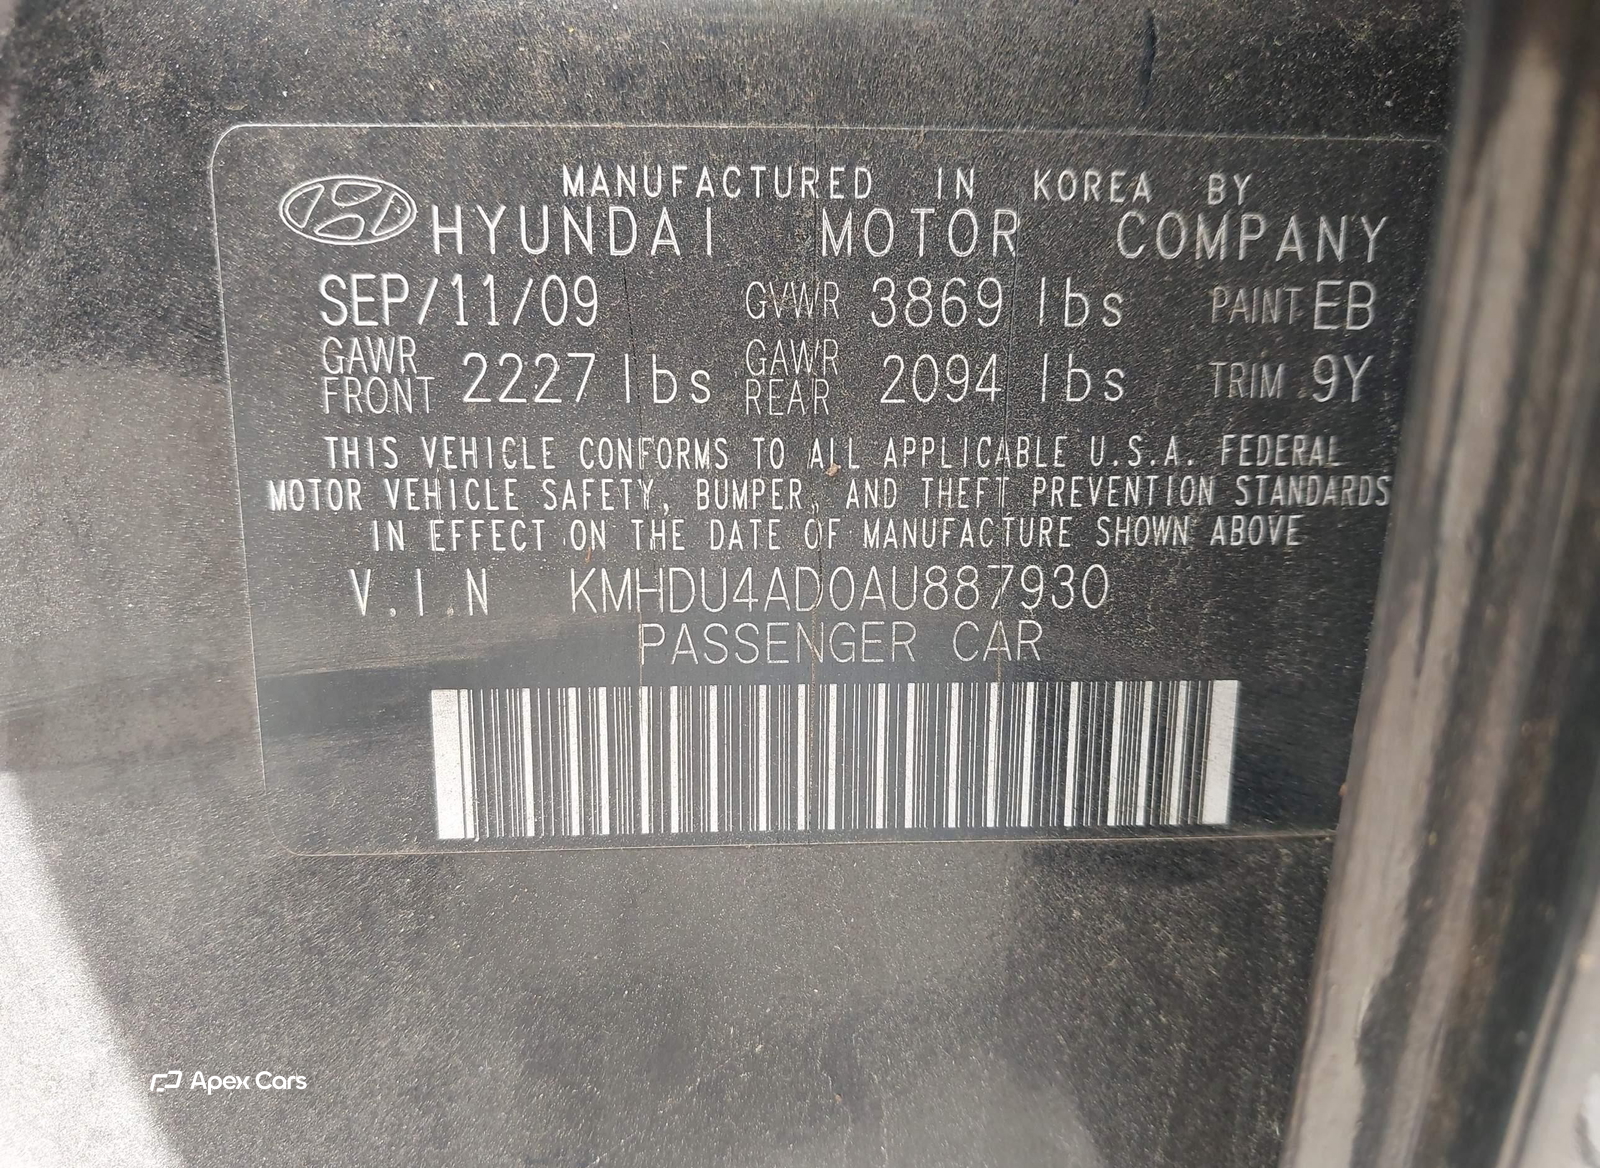 MANUFACTURED IN KOREA BY
HYUNDAI MOTOR COMPANY
SEP/11/09 GVWR 3869 lbs PAINT EB
GAWR FRONT 2227 lbs GAWR REAR 2094 lbs TRIM 9Y
THIS VEHICLE CONFORMS TO ALL APPLICABLE U.S.A. FEDERAL
MOTOR VEHICLE SAFETY, BUMPER, AND THEFT PREVENTION STANDARDS
IN EFFECT ON THE DATE OF MANUFACTURE SHOWN ABOVE
V.I.N KMHDU4AD0AU887930
PASSENGER CAR
Apex Cars